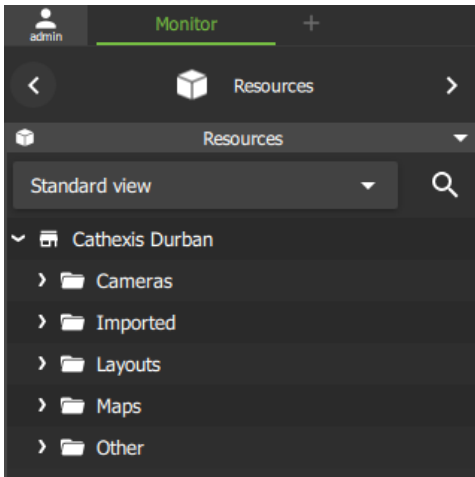 admin
Monitor
Resources
Resources
Standard view
Cathexis Durban
Cameras
Imported
Layouts
Maps
Other